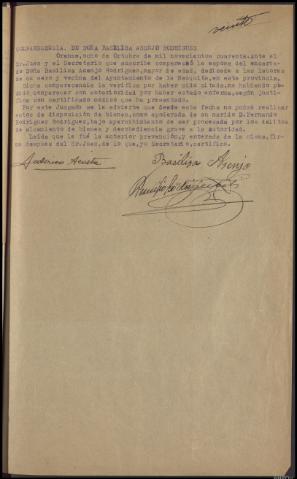 COMPARECENCIA. DE DOÑA BASILISA ASENJO RODRIGUEZ
Orense, ocho de Octubre de mil novecientos cuarenta. Ante el
Sr. Juez y el Secretario que suscribe compareció la esposa del encarta-
do Doña Basilisa Asenjo Rodriguez, mayor de edad, dedicada a las labores
de su sexo y vecina del Ayuntamiento de la Mezquita, en esta provincia.
Dicha comparecencia la verifica por haber sido citada, no habiendo po-
dido comparecer con anterioridad por haber estado enferma, según justi-
fica con certificado médico que ha presentado.
Por este Juzgado se le advierte que desde esta fecha no podrá realizar
actos de disposición de bienes, como apoderada de su marido D. Fernando
Rodriguez Rodriguez, bajo apercibimiento de ser procesada por los delitos
de alzamiento de bienes y desobediencia grave a la autoridad.
Leída que le fué la anterior prevención, y enterada de la misma, fir-
ma después del Sr. Juez, de lo que, yo Secretario, certifico.
Basilisa Asenjo